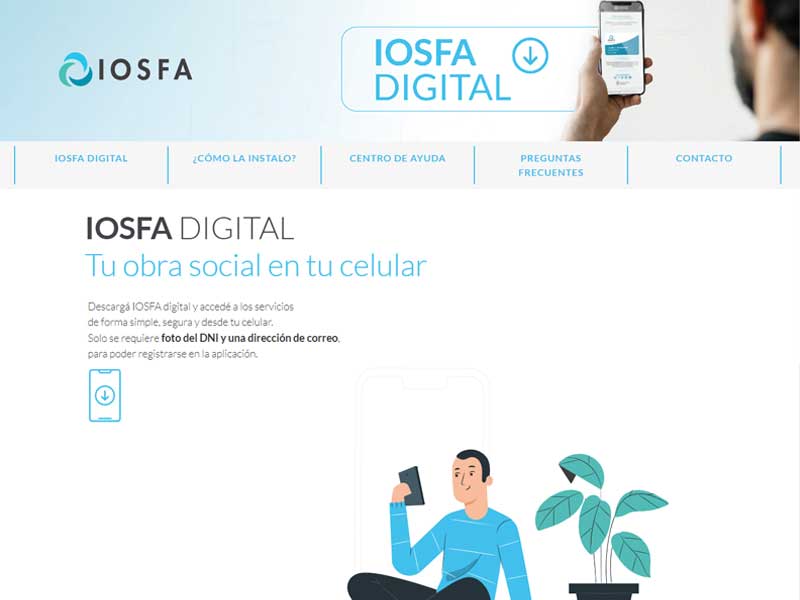 IOSFA
IOSFA
DIGITAL
IOSFA DIGITAL
¿CÓMO LA INSTALO?
CENTRO DE AYUDA
PREGUNTAS
FRECUENTES
CONTACTO
IOSFA DIGITAL
Tu obra social en tu celular
Descargá IOSFA digital y accedé a los servicios
de forma simple, segura y desde tu celular.
Solo se requiere foto del DNI y una dirección de correo,
para poder registrarse en la aplicación.